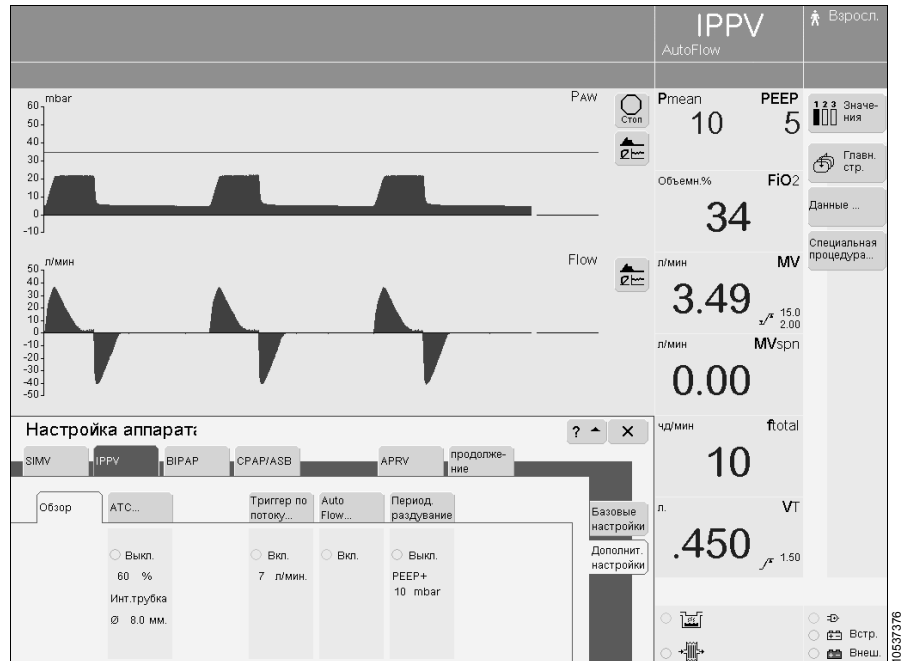 IPPV
AutoFlow
Взросл.
mbar
Paw
60
50
40
30
20
10
0
-10
Стоп
л/мин
Flow
50
40
30
20
10
0
-10
-20
-30
-40
-50
Pmean
PEEP
10
5
Объемн.%
FiO2
34
л/мин
MV
3.49
15.0
2.00
л/мин
MVspn
0.00
чд/мин
ftotal
10
л.
VT
.450
1.50
1 2 3
Значе-
ния
Главн.
стр.
Данные ...
Специальная
процедура...
Настройка аппарата
?
X
SIMV
IPPV
BIPAP
CPAP/ASB
APRV
продолже-
ние
Обзор
ATC...
Триггер по
потоку...
Auto
Flow...
Период.
раздувание
Базовые
настройки
Дополнит.
настройки
Выкл.
60 %
Инт.трубка
Ø 8.0 мм.
Вкл.
7 л/мин.
Вкл.
Выкл.
PEEP+
10 mbar
Встр.
Внеш.
10537376